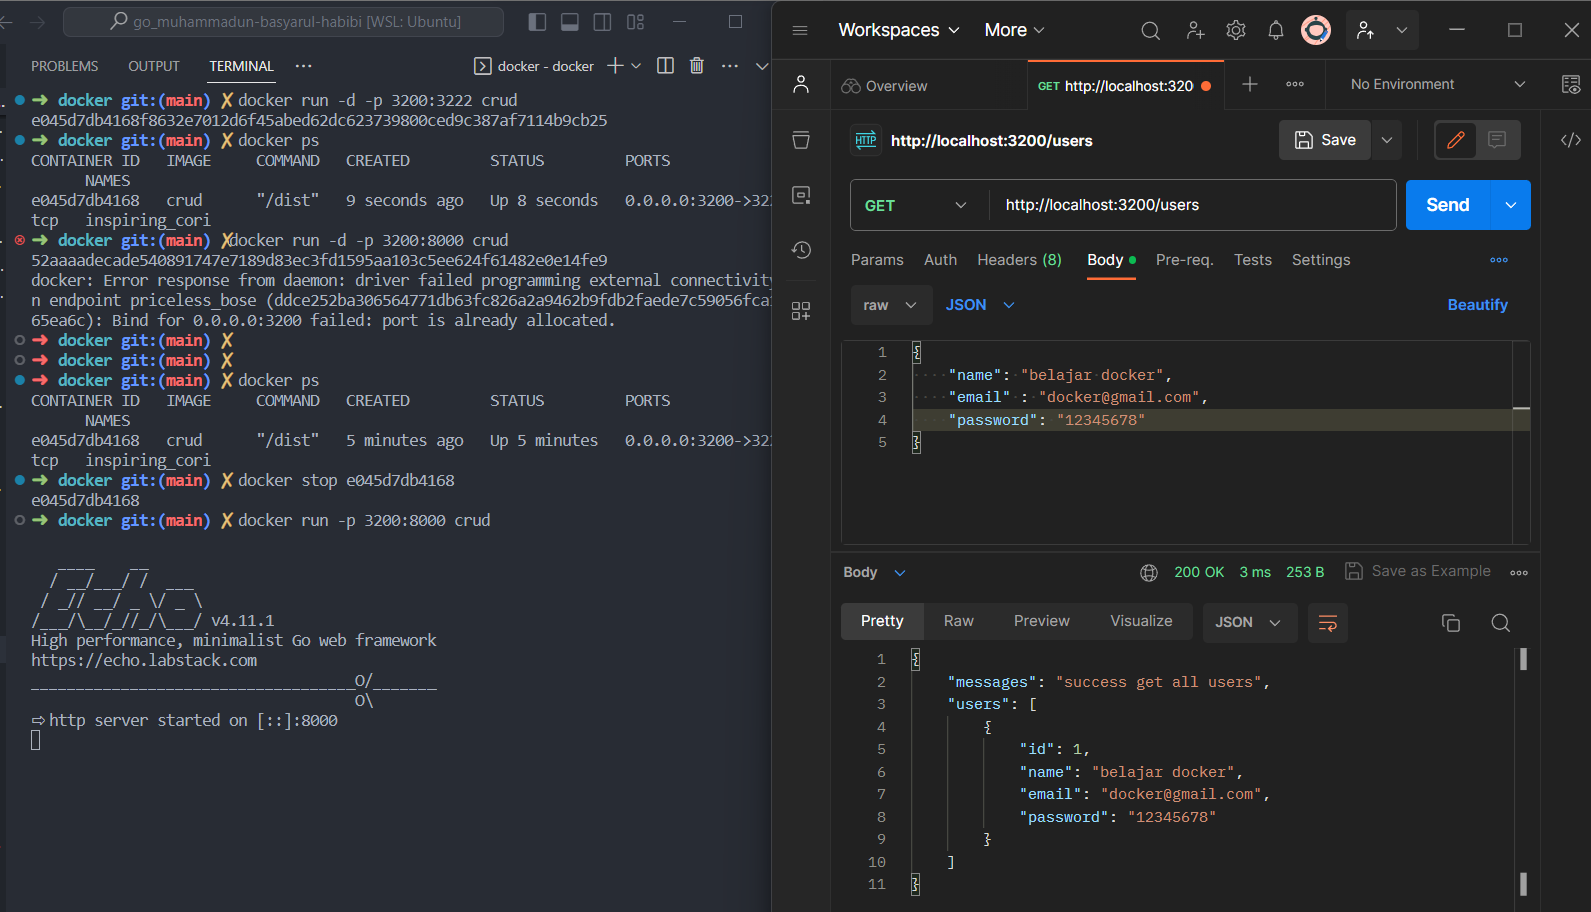 go_muhammadun-basyarul-habibi [WSL: Ubuntu]
PROBLEMS OUTPUT TERMINAL ··· docker - docker
docker git:(main) ✗ docker run -d -p 3200:3222 crud
e045d7db4168f8632e7012d6f45abed62dc623739800ced9c387af7114b9cb25
docker git:(main) ✗ docker ps
CONTAINER ID IMAGE COMMAND CREATED STATUS PORTS
NAMES
e045d7db4168 crud "/dist" 9 seconds ago Up 8 seconds 0.0.0.0:3200->322
tcp inspiring_cori
docker git:(main) ✗ docker run -d -p 3200:8000 crud
52aaaadecade540891747e7189d83ec3fd1595aa103c5ee624f61482e0e14fe9
docker: Error response from daemon: driver failed programming external connectivity
n endpoint priceless_bose
65ea6c): Bind for 0.0.0.0:3200 failed: port is already allocated.
docker git:(main) ✗
docker git:(main) ✗
docker git:(main) ✗ docker ps
CONTAINER ID IMAGE COMMAND CREATED STATUS PORTS
NAMES
e045d7db4168 crud "/dist" 5 minutes ago Up 5 minutes 0.0.0.0:3200->322
tcp inspiring_cori
docker git:(main) ✗ docker stop e045d7db4168
e045d7db4168
docker git:(main) ✗ docker run -p 3200:8000 crud
   ____    __
  / __/___/ /  ___
 / _// __/ _ \/ _ \
/___/\__/_//_/\___/ v4.11.1
High performance, minimalist Go web framework
https://echo.labstack.com
____________________________________O/_______
                                    O\
⇨ http server started on [::]:8000
Workspaces More
Overview GET http://localhost:320 No Environment
HTTP http://localhost:3200/users Save
GET http://localhost:3200/users Send
Params Auth Headers (8) Body Pre-req. Tests Settings
raw JSON Beautify
1 {
2 "name": "belajar docker",
3 "email" : "docker@gmail.com",
4 "password": "12345678"
5 }
Body 200 OK 3 ms 253 B Save as Example
Pretty Raw Preview Visualize JSON
1 {
2 "messages": "success get all users",
3 "users": [
4 {
5 "id": 1,
6 "name": "belajar docker",
7 "email": "docker@gmail.com",
8 "password": "12345678"
9 }
10 ]
11 }